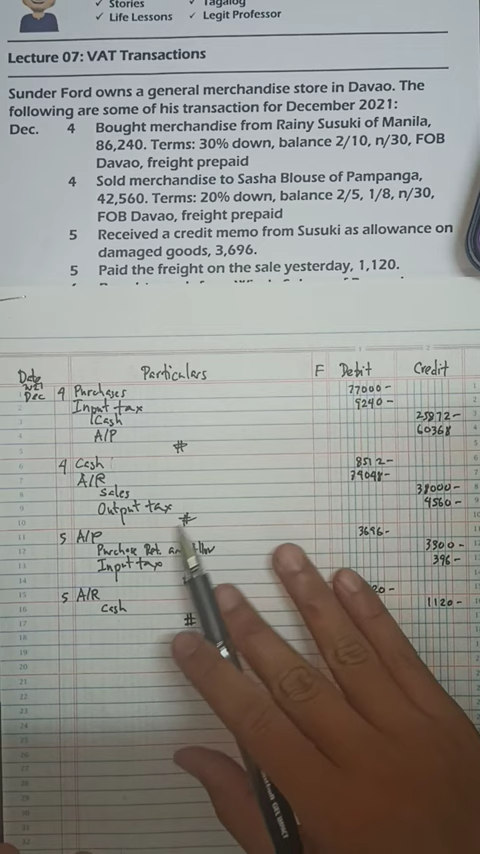 ✓ Stories ✓ Tagalog
✓ Life Lessons ✓ Legit Professor
Lecture 07: VAT Transactions
Sunder Ford owns a general merchandise store in Davao. The
following are some of his transaction for December 2021:
Dec. 4 Bought merchandise from Rainy Susuki of Manila,
86,240. Terms: 30% down, balance 2/10, n/30, FOB
Davao, freight prepaid
4 Sold merchandise to Sasha Blouse of Pampanga,
42,560. Terms: 20% down, balance 2/5, 1/8, n/30,
FOB Davao, freight prepaid
5 Received a credit memo from Susuki as allowance on
damaged goods, 3,696.
5 Paid the freight on the sale yesterday, 1,120.
Date Particulars F Debit Credit
2021
Dec 4 Purchases 77000-
Input tax 9240-
Cash 25872-
A/P 60368
#
4 Cash 8512-
A/R 34048-
Sales 38000-
Output tax 4560-
#
5 A/P 3696-
Purchase Ret. an allow 3300-
Input tax 396-
5 A/R 20-
Cash 1120-
#